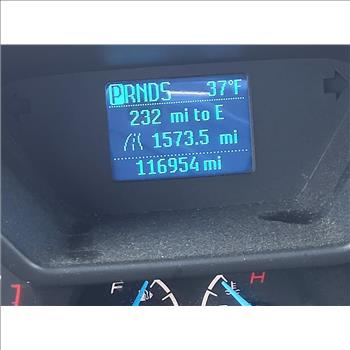 PRNDS 37°F
232 mi to E
1573.5 mi
116954 mi
F H